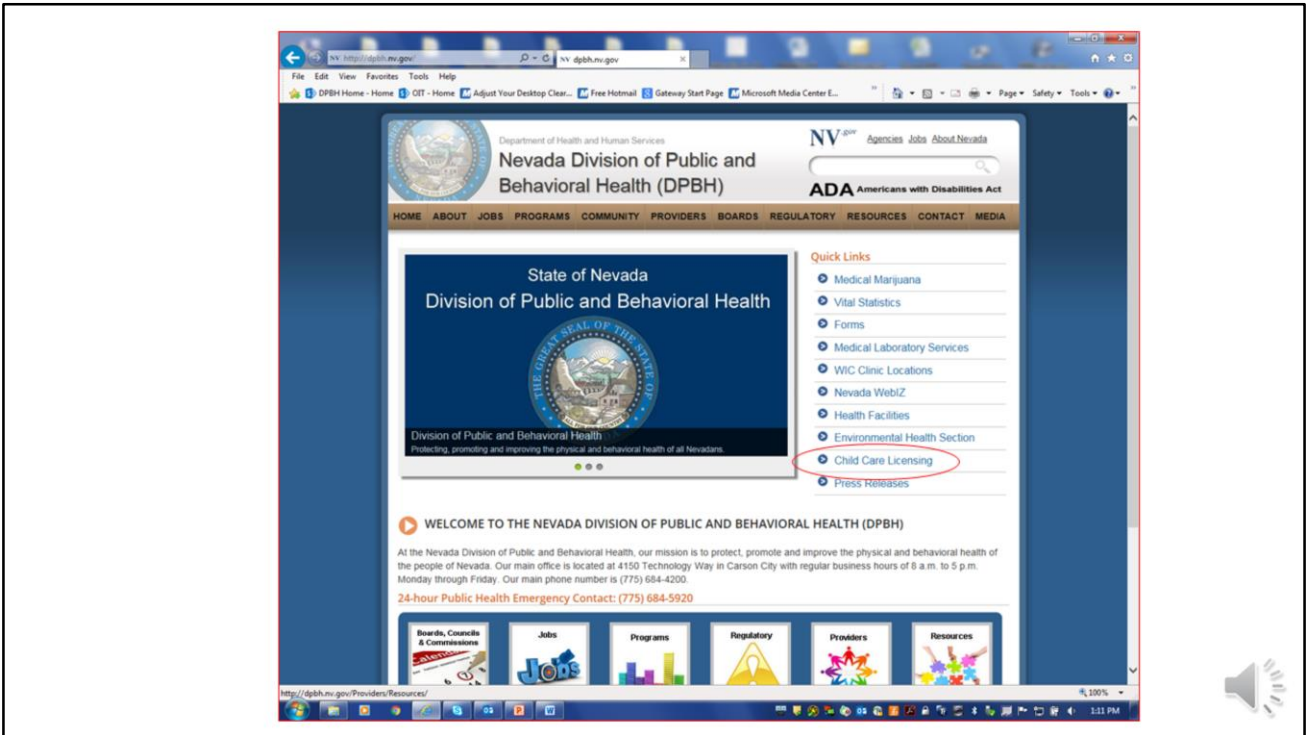 NV http://dpbh.nv.gov/
NV dpbh.nv.gov
File Edit View Favorites Tools Help
DPBH Home - Home OIT - Home Adjust Your Desktop Clear... Free Hotmail Gateway Start Page Microsoft Media Center E... Page Safety Tools
Department of Health and Human Services
Nevada Division of Public and
Behavioral Health (DPBH)
NV.gov Agencies Jobs About Nevada
ADA Americans with Disabilities Act
HOME ABOUT JOBS PROGRAMS COMMUNITY PROVIDERS BOARDS REGULATORY RESOURCES CONTACT MEDIA
State of Nevada
Division of Public and Behavioral Health
THE GREAT SEAL OF THE STATE OF
Division of Public and Behavioral Health
Protecting, promoting and improving the physical and behavioral health of all Nevadans.
Quick Links
Medical Marijuana
Vital Statistics
Forms
Medical Laboratory Services
WIC Clinic Locations
Nevada WebIZ
Health Facilities
Environmental Health Section
Child Care Licensing
Press Releases
WELCOME TO THE NEVADA DIVISION OF PUBLIC AND BEHAVIORAL HEALTH (DPBH)
At the Nevada Division of Public and Behavioral Health, our mission is to protect, promote and improve the physical and behavioral health of
the people of Nevada. Our main office is located at 4150 Technology Way in Carson City with regular business hours of 8 a.m. to 5 p.m.
Monday through Friday. Our main phone number is (775) 684-4200.
24-hour Public Health Emergency Contact: (775) 684-5920
Boards, Councils
& Commissions
Calendar
Jobs
Jobs
Programs
Regulatory
Providers
Resources
http://dpbh.nv.gov/Providers/Resources/
100%
1:11 PM